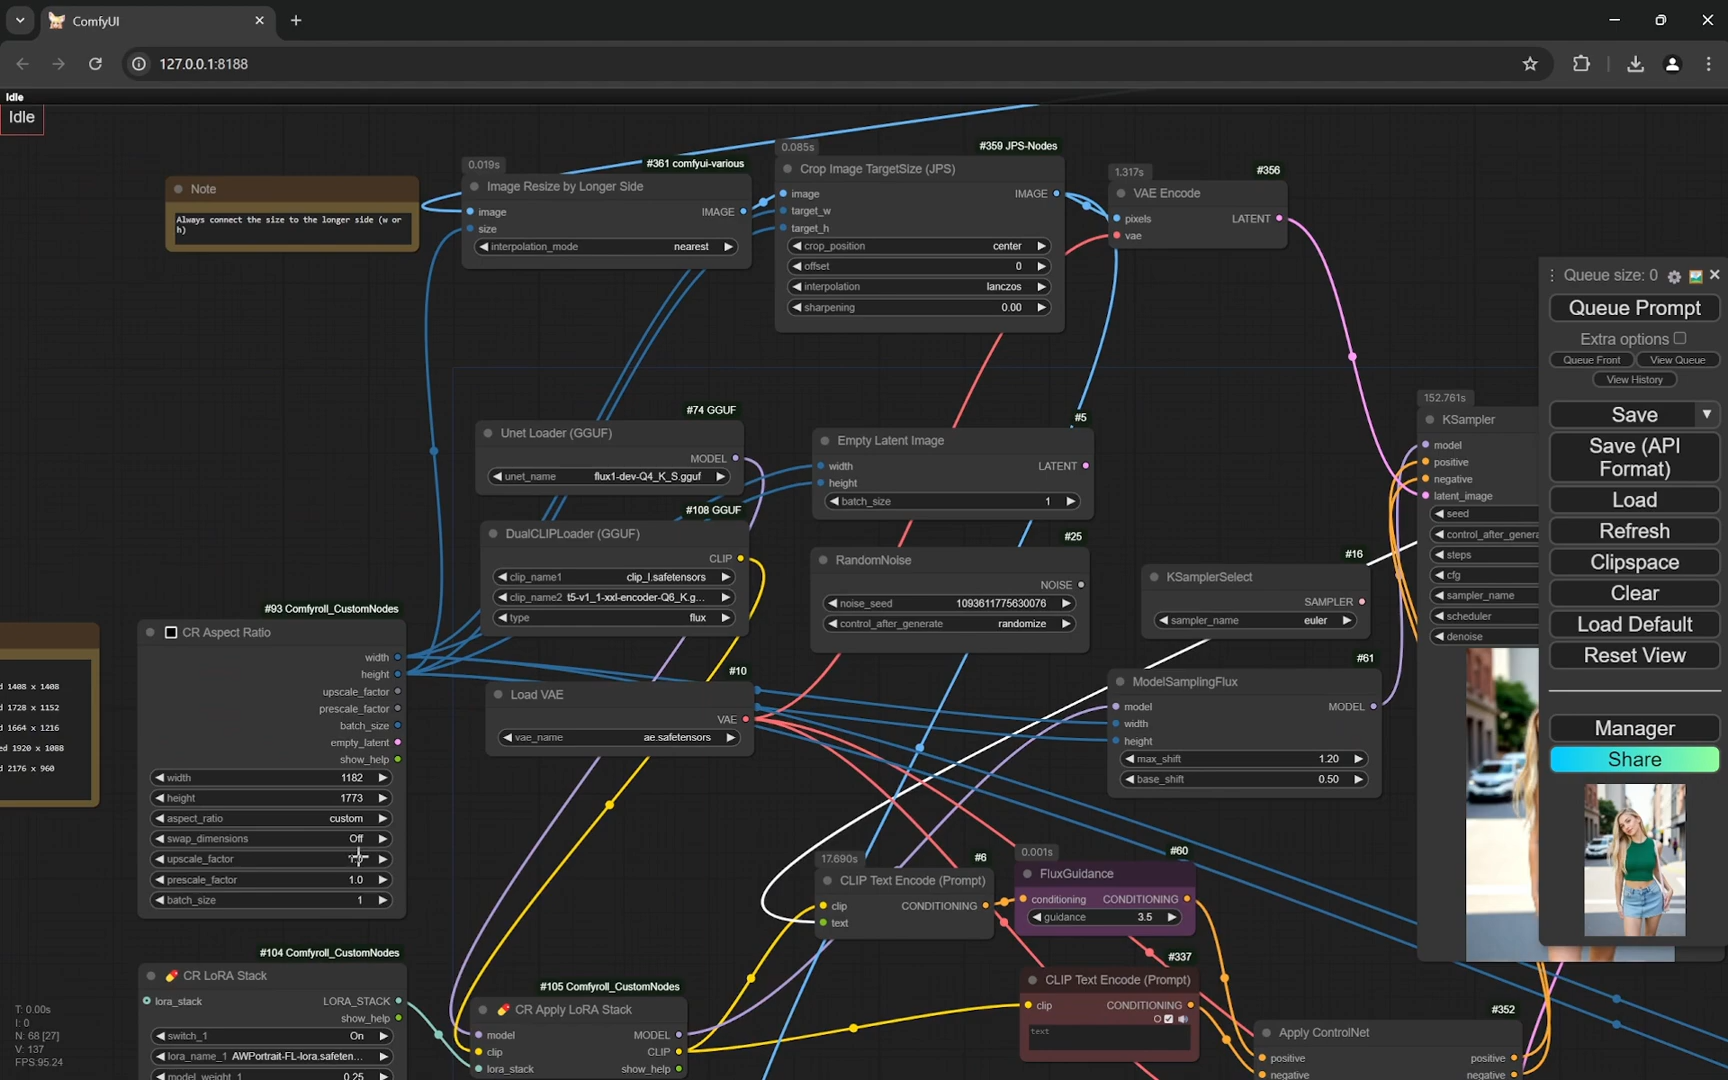 ComfyUI
127.0.0.1:8188
Idle
Idle
Note
Always connect the size to the longer side (w or
h)
0.019s
#361 comfyui-various
Image Resize by Longer Side
image
IMAGE
size
interpolation_mode
nearest
0.085s
#359 JPS-Nodes
Crop Image TargetSize (JPS)
image
IMAGE
target_w
target_h
crop_position
center
offset
0
interpolation
lanczos
sharpening
0.00
1.317s
#356
VAE Encode
pixels
LATENT
vae
Queue size: 0
Queue Prompt
Extra options
Queue Front
View Queue
View History
Save
Save (API
Format)
Load
Refresh
Clipspace
Clear
Load Default
Reset View
Manager
Share
#74 GGUF
Unet Loader (GGUF)
MODEL
unet_name
flux1-dev-Q4_K_S.gguf
#108 GGUF
DualCLIPLoader (GGUF)
CLIP
clip_name1
clip_l.safetensors
clip_name2
t5-v1_1-xxl-encoder-Q6_K.g...
type
flux
#10
Load VAE
VAE
vae_name
ae.safetensors
#5
Empty Latent Image
width
LATENT
height
batch_size
1
#25
RandomNoise
NOISE
noise_seed
1093611775630076
control_after_generate
randomize
#16
KSamplerSelect
SAMPLER
sampler_name
euler
#61
ModelSamplingFlux
model
MODEL
width
height
max_shift
1.20
base_shift
0.50
152.761s
KSampler
model
positive
negative
latent_image
seed
control_after_genera
steps
cfg
sampler_name
scheduler
denoise
d 1408 x 1408
d 1728 x 1152
d 1664 x 1216
ed 1920 x 1088
d 2176 x 960
#93 Comfyroll_CustomNodes
CR Aspect Ratio
width
height
upscale_factor
prescale_factor
batch_size
empty_latent
show_help
width
1182
height
1773
aspect_ratio
custom
swap_dimensions
Off
upscale_factor
prescale_factor
1.0
batch_size
1
#104 Comfyroll_CustomNodes
CR LoRA Stack
lora_stack
LORA_STACK
show_help
switch_1
On
lora_name_1
AWPortrait-FL-lora.safeten...
model_weight_1
0.25
#105 Comfyroll_CustomNodes
CR Apply LoRA Stack
model
MODEL
clip
CLIP
lora_stack
show_help
17.690s
#6
CLIP Text Encode (Prompt)
clip
CONDITIONING
text
0.001s
#60
FluxGuidance
conditioning
CONDITIONING
guidance
3.5
#337
CLIP Text Encode (Prompt)
clip
CONDITIONING
text
#352
Apply ControlNet
positive
positive
negative
negative
T: 0.00s
I: 0
N: 68 [27]
V: 137
FPS:95.24